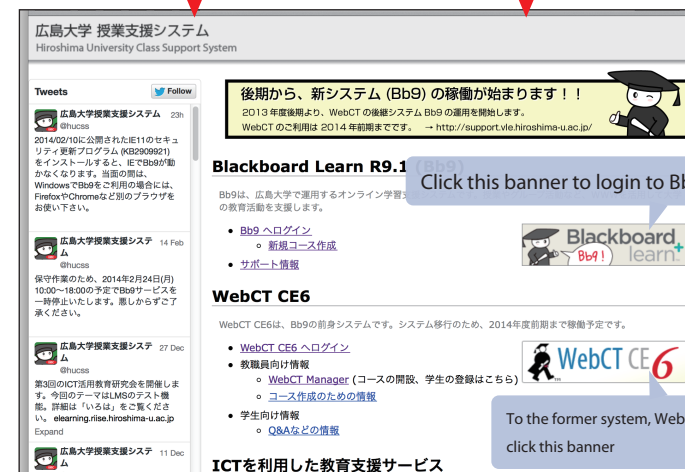 広島大学 授業支援システム
Hiroshima University Class Support System
Tweets
Follow
広島大学授業支援システム 23h
@hucss
2014/02/10に公開されたIE11のセキュ
リティ更新プログラム (KB2909921)
をインストールすると、IEでBb9が動
かなくなります。当面の間は、
WindowsでBb9をご利用の場合には、
FirefoxやChromeなど別のブラウザを
お使い下さい。
広島大学授業支援システ 14 Feb
ム
@hucss
保守作業のため、2014年2月24日(月)
10:00~18:00の予定でBb9サービスを
一時停止いたします。悪しからずご了
承ください。
広島大学授業支援システ 27 Dec
ム
@hucss
第3回のICT活用教育研究会を開催しま
す。今回のテーマはLMSのテスト機
能。詳細は「いろは」をご覧くださ
い。 elearning.riise.hiroshima-u.ac.jp
Expand
広島大学授業支援システ 11 Dec
ム
後期から、新システム (Bb9) の稼働が始まります！！
2013年度後期より、WebCT の後継システム Bb9 の運用を開始します。
WebCT のご利用は 2014 年前期までです。 → http://support.vle.hiroshima-u.ac.jp/
Blackboard Learn R9.1 (Bb9)
Click this banner to login to Bb
Bb9は、広島大学で運用するオンライン学習支
の教育活動を支援します。
• Bb9 へログイン
○ 新規コース作成
• サポート情報
Blackboard
learn+
Bb9!
WebCT CE6
WebCT CE6は、Bb9の前身システムです。システム移行のため、2014年度前期まで稼働予定です。
• WebCT CE6 へログイン
• 教職員向け情報
○ WebCT Manager (コースの開設、学生の登録はこちら)
○ コース作成のための情報
• 学生向け情報
○ Q&Aなどの情報
WebCT CE6
To the former system, Web
click this banner
ICTを利用した教育支援サービス